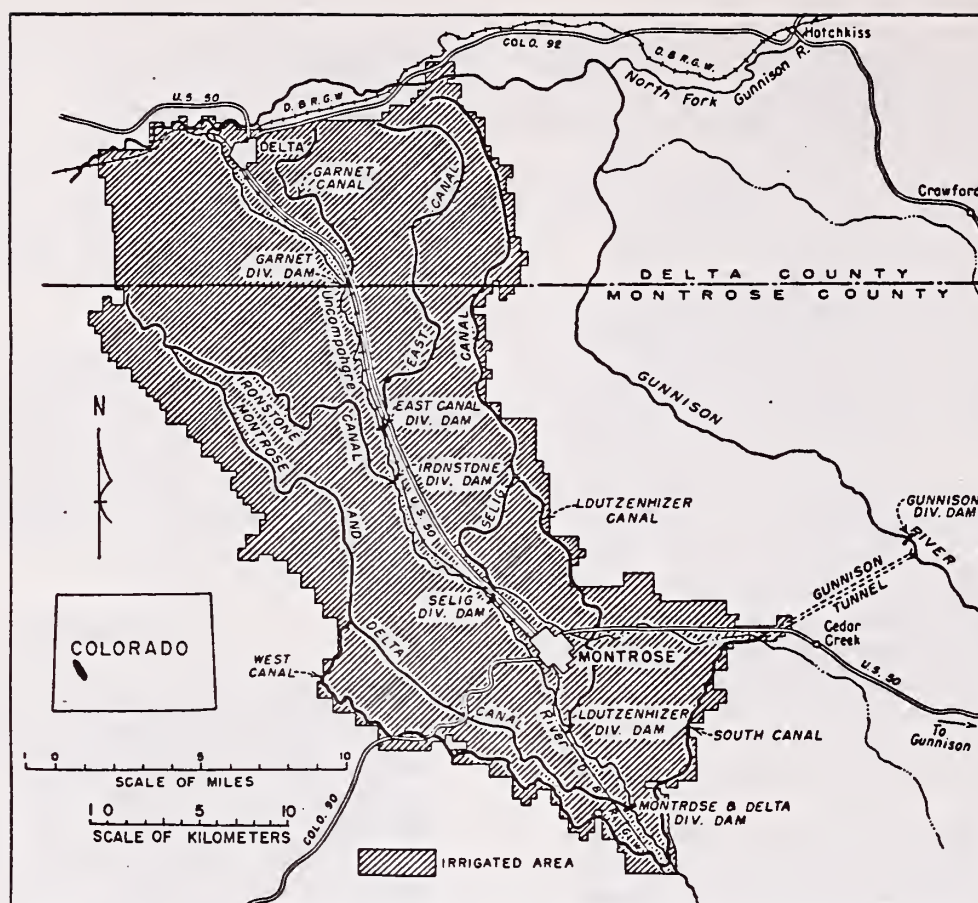 Hotchkiss
COLO. 92
D. & R.G.W.
North Fork Gunnison R.
U.S. 50
D. & R.G.W.
DELTA
GARNET
CANAL
CANAL
Crawford
GARNET
DIV. DAM
DELTA COUNTY
MONTROSE COUNTY
Uncompahgre
EAST
CANAL
GUNNISON
RIVER
N
IRONSTONE
CANAL
MONTROSE
AND
DELTA
CANAL
EAST CANAL
DIV. DAM
IRONSTONE
DIV. DAM
U.S. 50
SELIG
LOUTZENHIZER
CANAL
GUNNISON
DIV. DAM
GUNNISON
TUNNEL
SELIG
DIV. DAM
Cedar
Creek
COLORADO
MONTROSE
WEST
CANAL
U.S. 50
To
Gunnison
River
LOUTZENHIZER
DIV. DAM
SOUTH CANAL
D. & R.G.W.
MONTROSE & DELTA
DIV. DAM
1 0 5 10
SCALE OF MILES
1 0 5 10
SCALE OF KILOMETERS
COLO. 90
IRRIGATED AREA